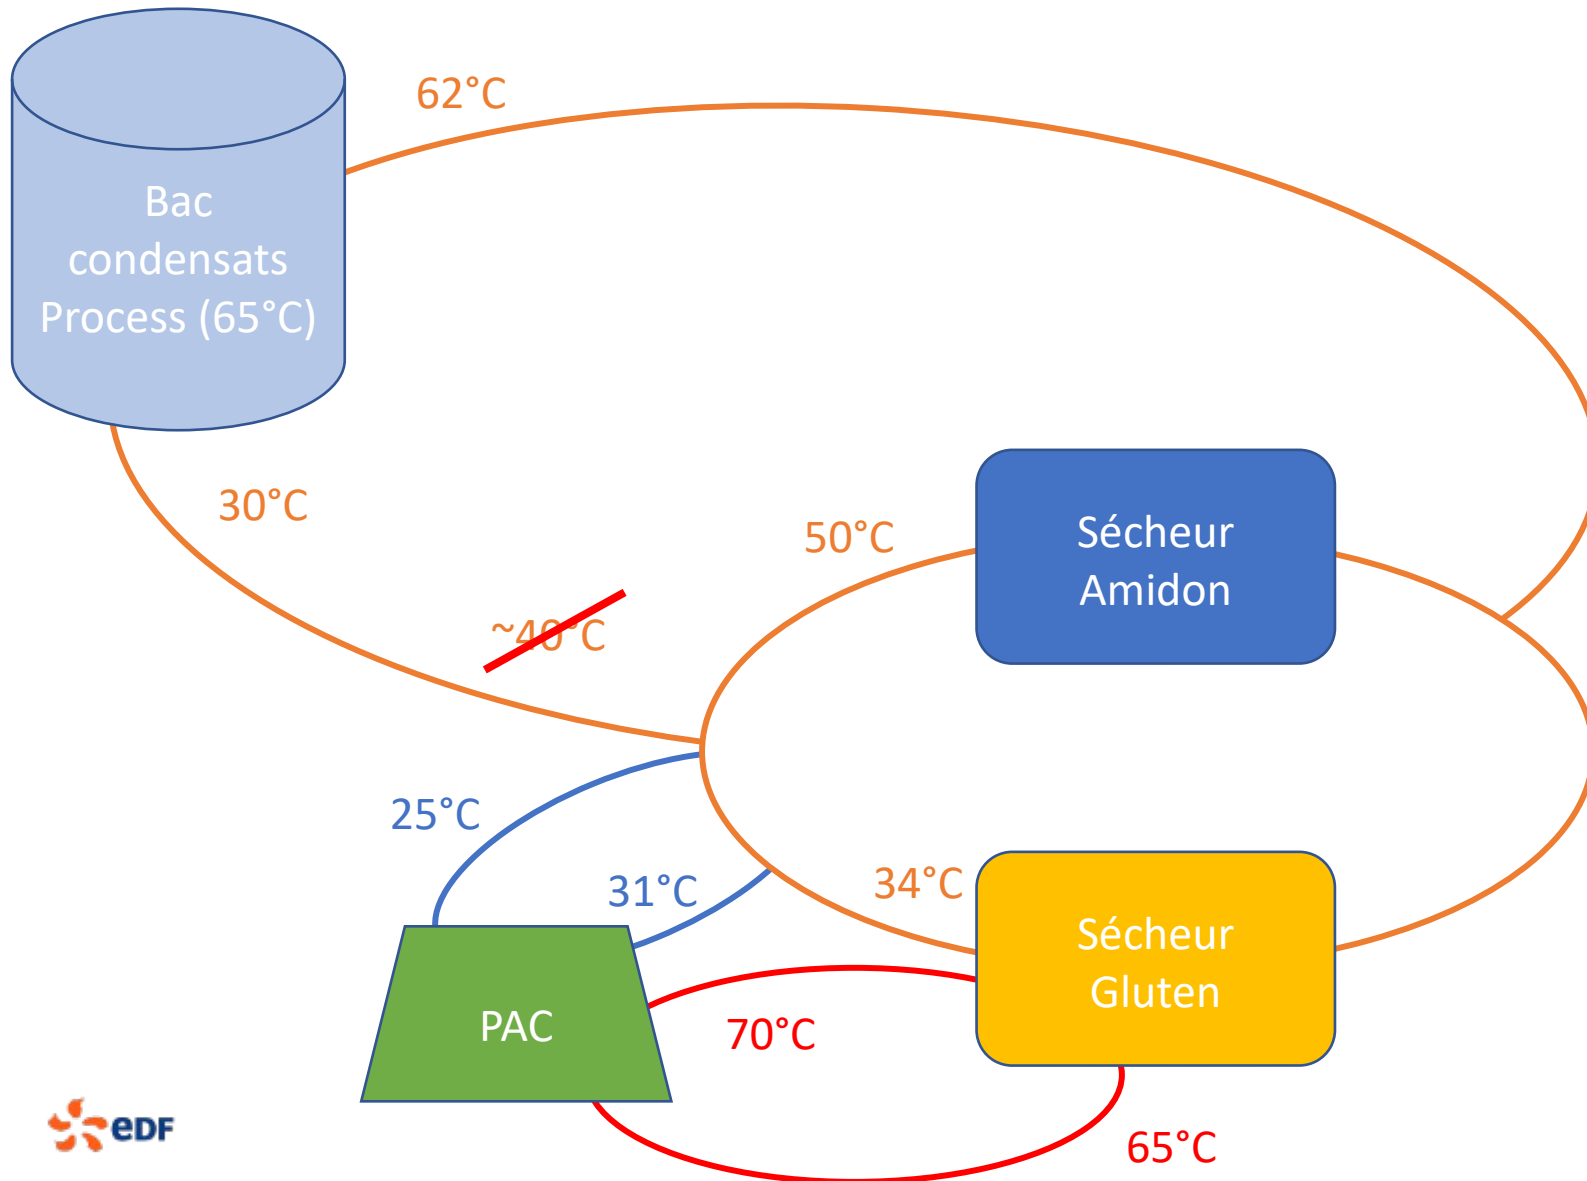 62°C
Bac
condensats
Process (65°C)
30°C
50°C
Sécheur
Amidon
~40°C
25°C
31°C
34°C
Sécheur
Gluten
PAC
70°C
65°C
eDF